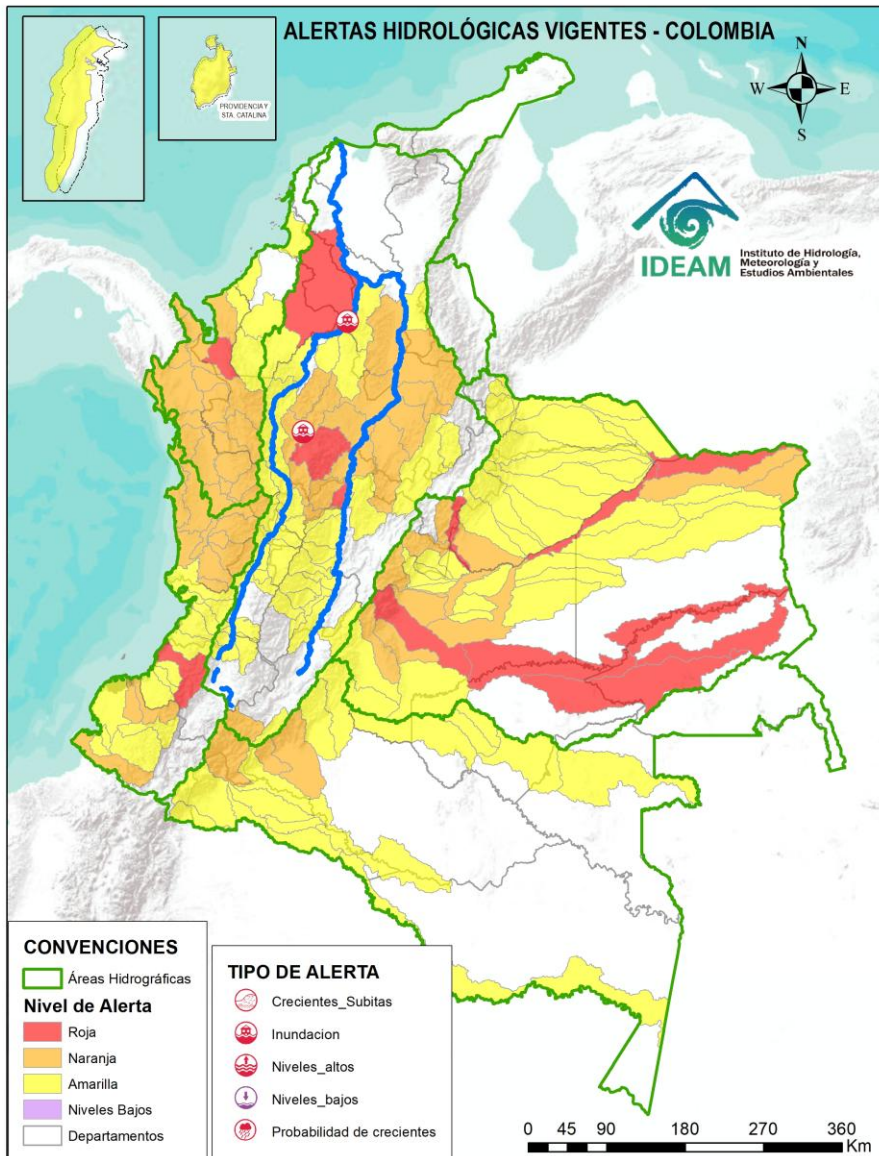 ALERTAS HIDROLÓGICAS VIGENTES - COLOMBIA
PROVIDENCIA Y
STA. CATALINA
N
W
E
S
IDEAM
Instituto de Hidrología,
Meteorología y
Estudios Ambientales
CONVENCIONES
Áreas Hidrográficas
Nivel de Alerta
Roja
Naranja
Amarilla
Niveles Bajos
Departamentos
TIPO DE ALERTA
Crecientes_Subitas
Inundacion
Niveles_altos
Niveles_bajos
Probabilidad de crecientes
0 45 90 180 270 360
Km